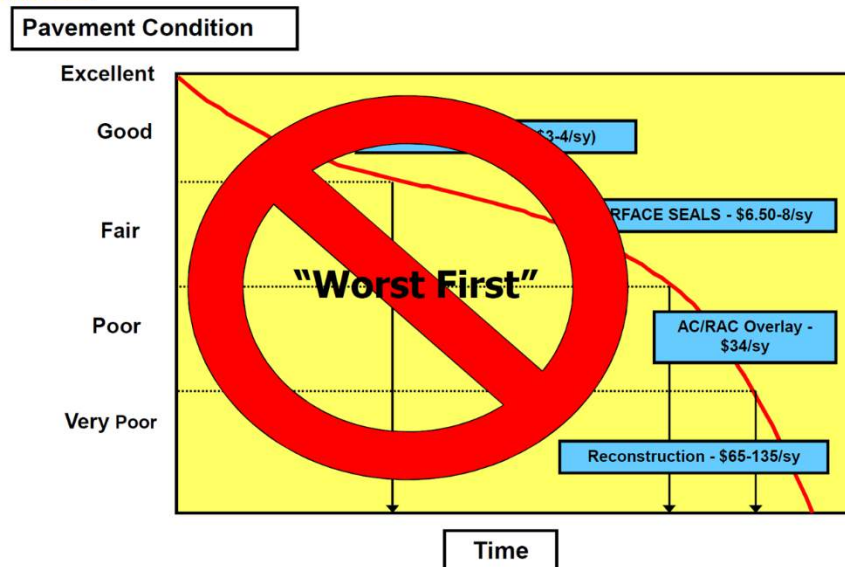 Pavement Condition
Excellent
Good
$3-4/sy)
Fair
RFACE SEALS - $6.50-8/sy
"Worst First"
Poor
AC/RAC Overlay -
$34/sy
Very Poor
Reconstruction - $65-135/sy
Time